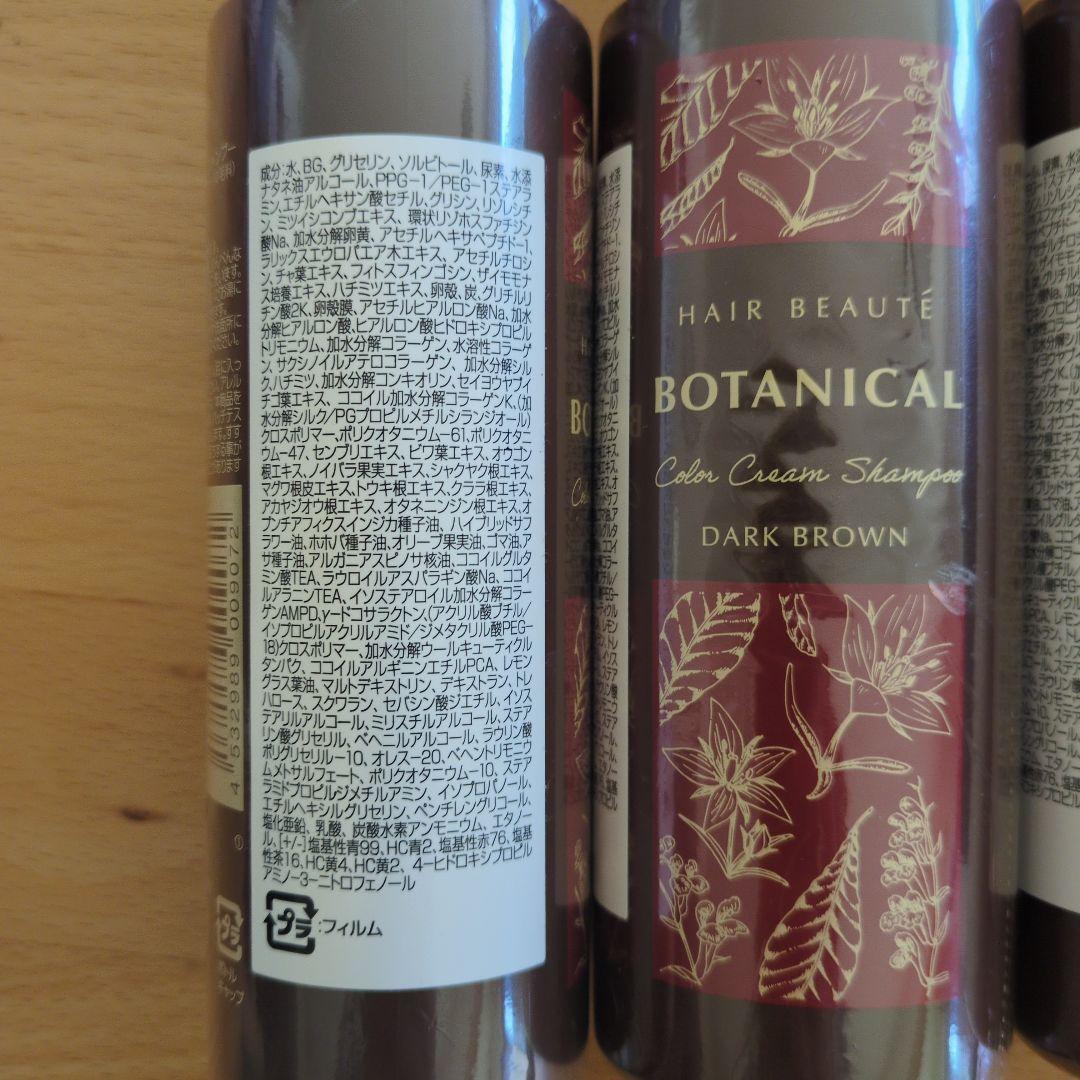 成分:水、BG、グリセリン、ソルビトール、尿素、水添
ナタネ油アルコール、PPG-1/PEG-1ステアラ
ミン、エチルヘキサン酸セチル、グリシン、リゾレシチ
ン、ミツイシコンブエキス、環状リゾホスファチジン
酸Na、加水分解卵黄、アセチルヘキサペプチド-1、
ラリックスエウロパエア木エキス、アセチルチロシ
ン、チャ葉エキス、フィトスフィンゴシン、ザイモモナ
ス培養エキス、ハチミツエキス、卵殻、炭、グリチルリ
チン酸2K、卵殻膜、アセチルヒアルロン酸Na、加水
分解ヒアルロン酸、ヒアルロン酸ヒドロキシプロピル
トリモニウム、加水分解コラーゲン、水溶性コラーゲ
ン、サクシノイルアテロコラーゲン、加水分解シル
ク、ハチミツ、加水分解コンキオリン、セイヨウヤブイ
チゴ葉エキス、ココイル加水分解コラーゲンK、(加
水分解シルク/PGプロピルメチルシランジオール)
クロスポリマー、ポリクオタニウム-61、ポリクオタニ
ウム-47、センブリエキス、ビワ葉エキス、オウゴン
根エキス、ノイバラ果実エキス、シャクヤク根エキス、
マグワ根皮エキス、トウキ根エキス、クララ根エキス、
アカヤジオウ根エキス、オタネニンジン根エキス、オ
プンチアフィクスインジカ種子油、ハイブリッドサフ
ラワー油、ホホバ種子油、オリーブ果実油、ゴマ油、ア
サ種子油、アルガニアスピノサ核油、ココイルグルタ
ミン酸TEA、ラウロイルアスパラギン酸Na、ココイ
ルアラニンTEA、イソステアロイル加水分解コラー
ゲンAMPD、γ-ドコサラクトン、(アクリル酸ブチル/
イソプロピルアクリルアミド/ジメタクリル酸PEG-
18)クロスポリマー、加水分解ウールキューティクル
タンパク、ココイルアルギニンエチルPCA、レモン
グラス葉油、マルトデキストリン、デキストラン、トレ
ハロース、スクワラン、セバシン酸ジエチル、イソス
テアリルアルコール、ミリスチルアルコール、ステア
リン酸グリセリル、ベヘニルアルコール、ラウリン酸
ポリグリセリル-10、オレス-20、ベヘントリモニウ
ムメトサルフェート、ポリクオタニウム-10、ステア
ラミドプロピルジメチルアミン、イソプロパノール、
エチルヘキシルグリセリン、ペンチレングリコール、
塩化亜鉛、乳酸、炭酸水素アンモニウム、エタノー
ル、[+/-]塩基性青99、HC青2、塩基性赤76、塩基
性茶16、HC黄4、HC黄2、4-ヒドロキシプロピル
アミノ-3-ニトロフェノール
プラ
:フィルム
4 532989 009072
①
プラ
HAIR BEAUTÉ
BOTANICAL
Color Cream Shampoo
DARK BROWN